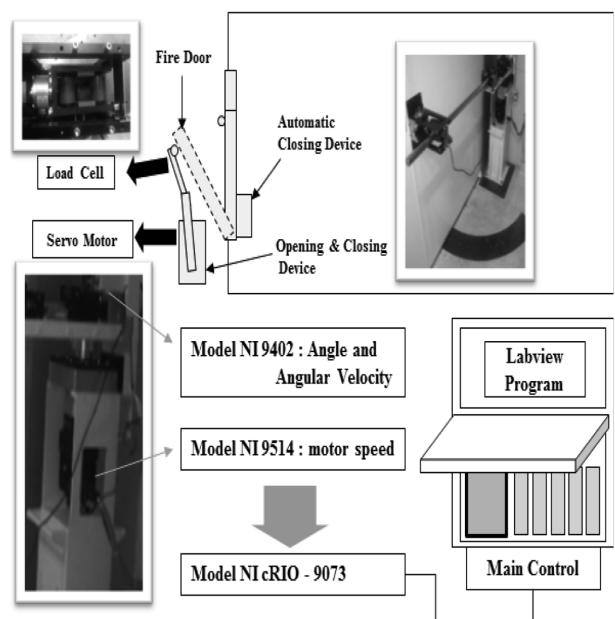 Fire Door
Automatic
Closing Device
Load Cell
Servo Motor
Opening & Closing
Device
Model NI 9402 : Angle and
Angular Velocity
Labview
Program
Model NI 9514 : motor speed
Model NI cRIO - 9073
Main Control